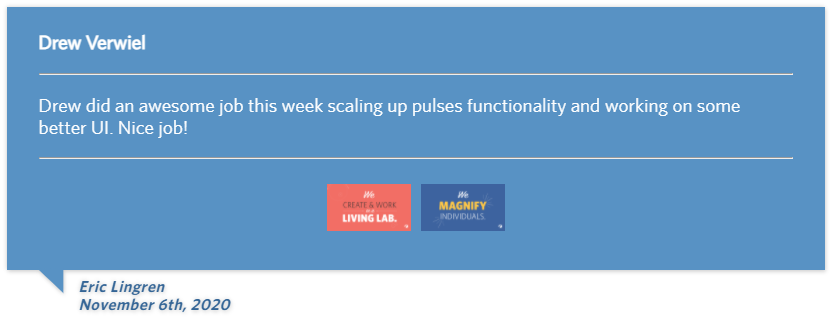 Drew Verwiel
Drew did an awesome job this week scaling up pulses functionality and working on some
better UI. Nice job!
We
CREATE & WORK
LIVING LAB.
We
MAGNIFY
INDIVIDUALS.
Eric Lingren
November 6th, 2020